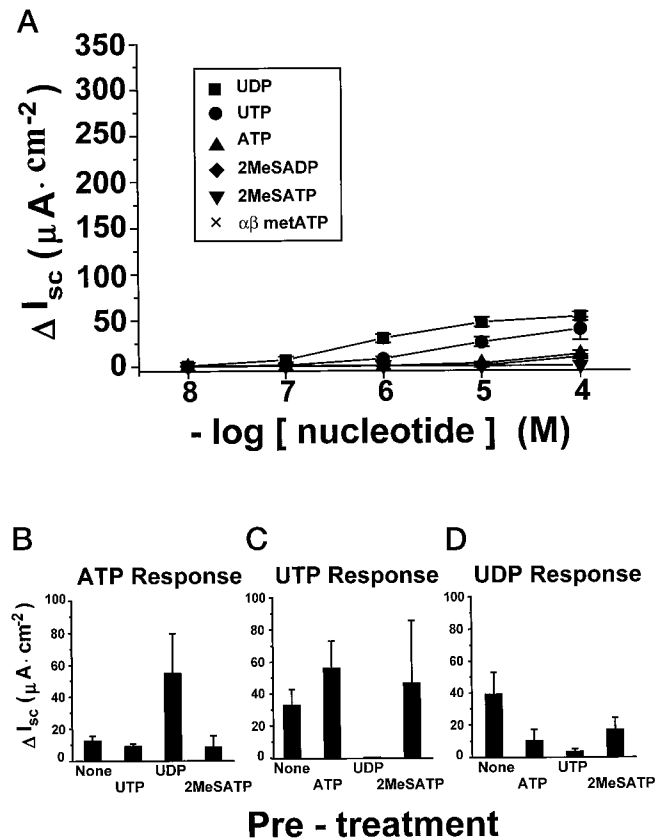 A
Δ Isc (μ A· cm-2)
350
300
250
200
150
100
50
0
UDP
UTP
ATP
2MeSADP
2MeSATP
αβ metATP
8 7 6 5 4
- log [ nucleotide ] (M)
B C D
ATP Response UTP Response UDP Response
Δ Isc (μ A· cm-2)
100
80
60
40
20
0
None UTP UDP 2MeSATP
100
80
60
40
20
0
None ATP UDP 2MeSATP
100
80
60
40
20
0
None ATP UTP 2MeSATP
Pre - treatment